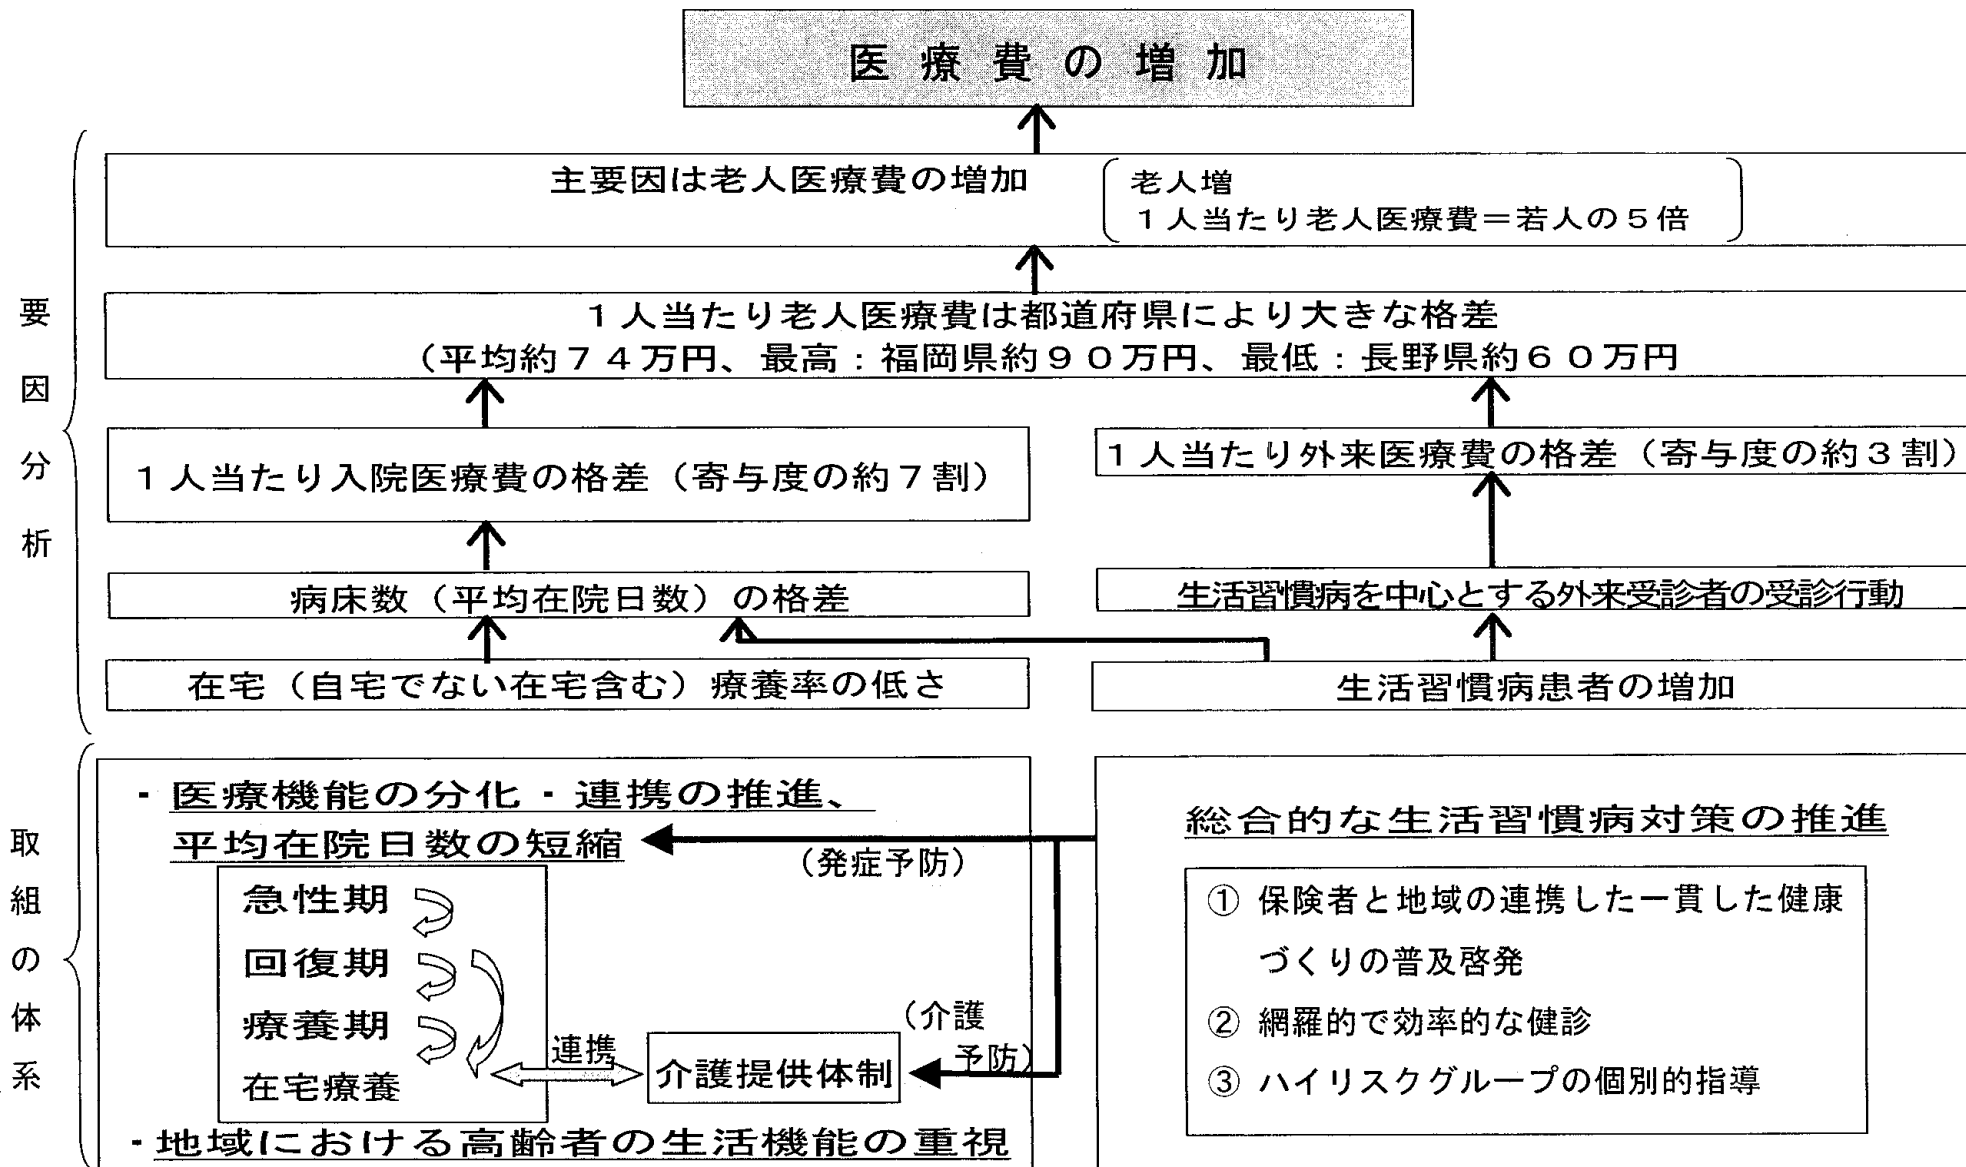 医療費の増加
主要因は老人医療費の増加
老人増
1人当たり老人医療費＝若人の5倍
要因分析
1人当たり老人医療費は都道府県により大きな格差
（平均約74万円、最高：福岡県約90万円、最低：長野県約60万円
1人当たり入院医療費の格差（寄与度の約7割）
1人当たり外来医療費の格差（寄与度の約3割）
病床数（平均在院日数）の格差
生活習慣病を中心とする外来受診者の受診行動
在宅（自宅でない在宅含む）療養率の低さ
生活習慣病患者の増加
取組の体系
・医療機能の分化・連携の推進、
平均在院日数の短縮
（発症予防）
急性期
回復期
療養期
在宅療養
連携
介護提供体制
（介護
予防）
・地域における高齢者の生活機能の重視
総合的な生活習慣病対策の推進
① 保険者と地域の連携した一貫した健康
づくりの普及啓発
② 網羅的で効率的な健診
③ ハイリスクグループの個別的指導